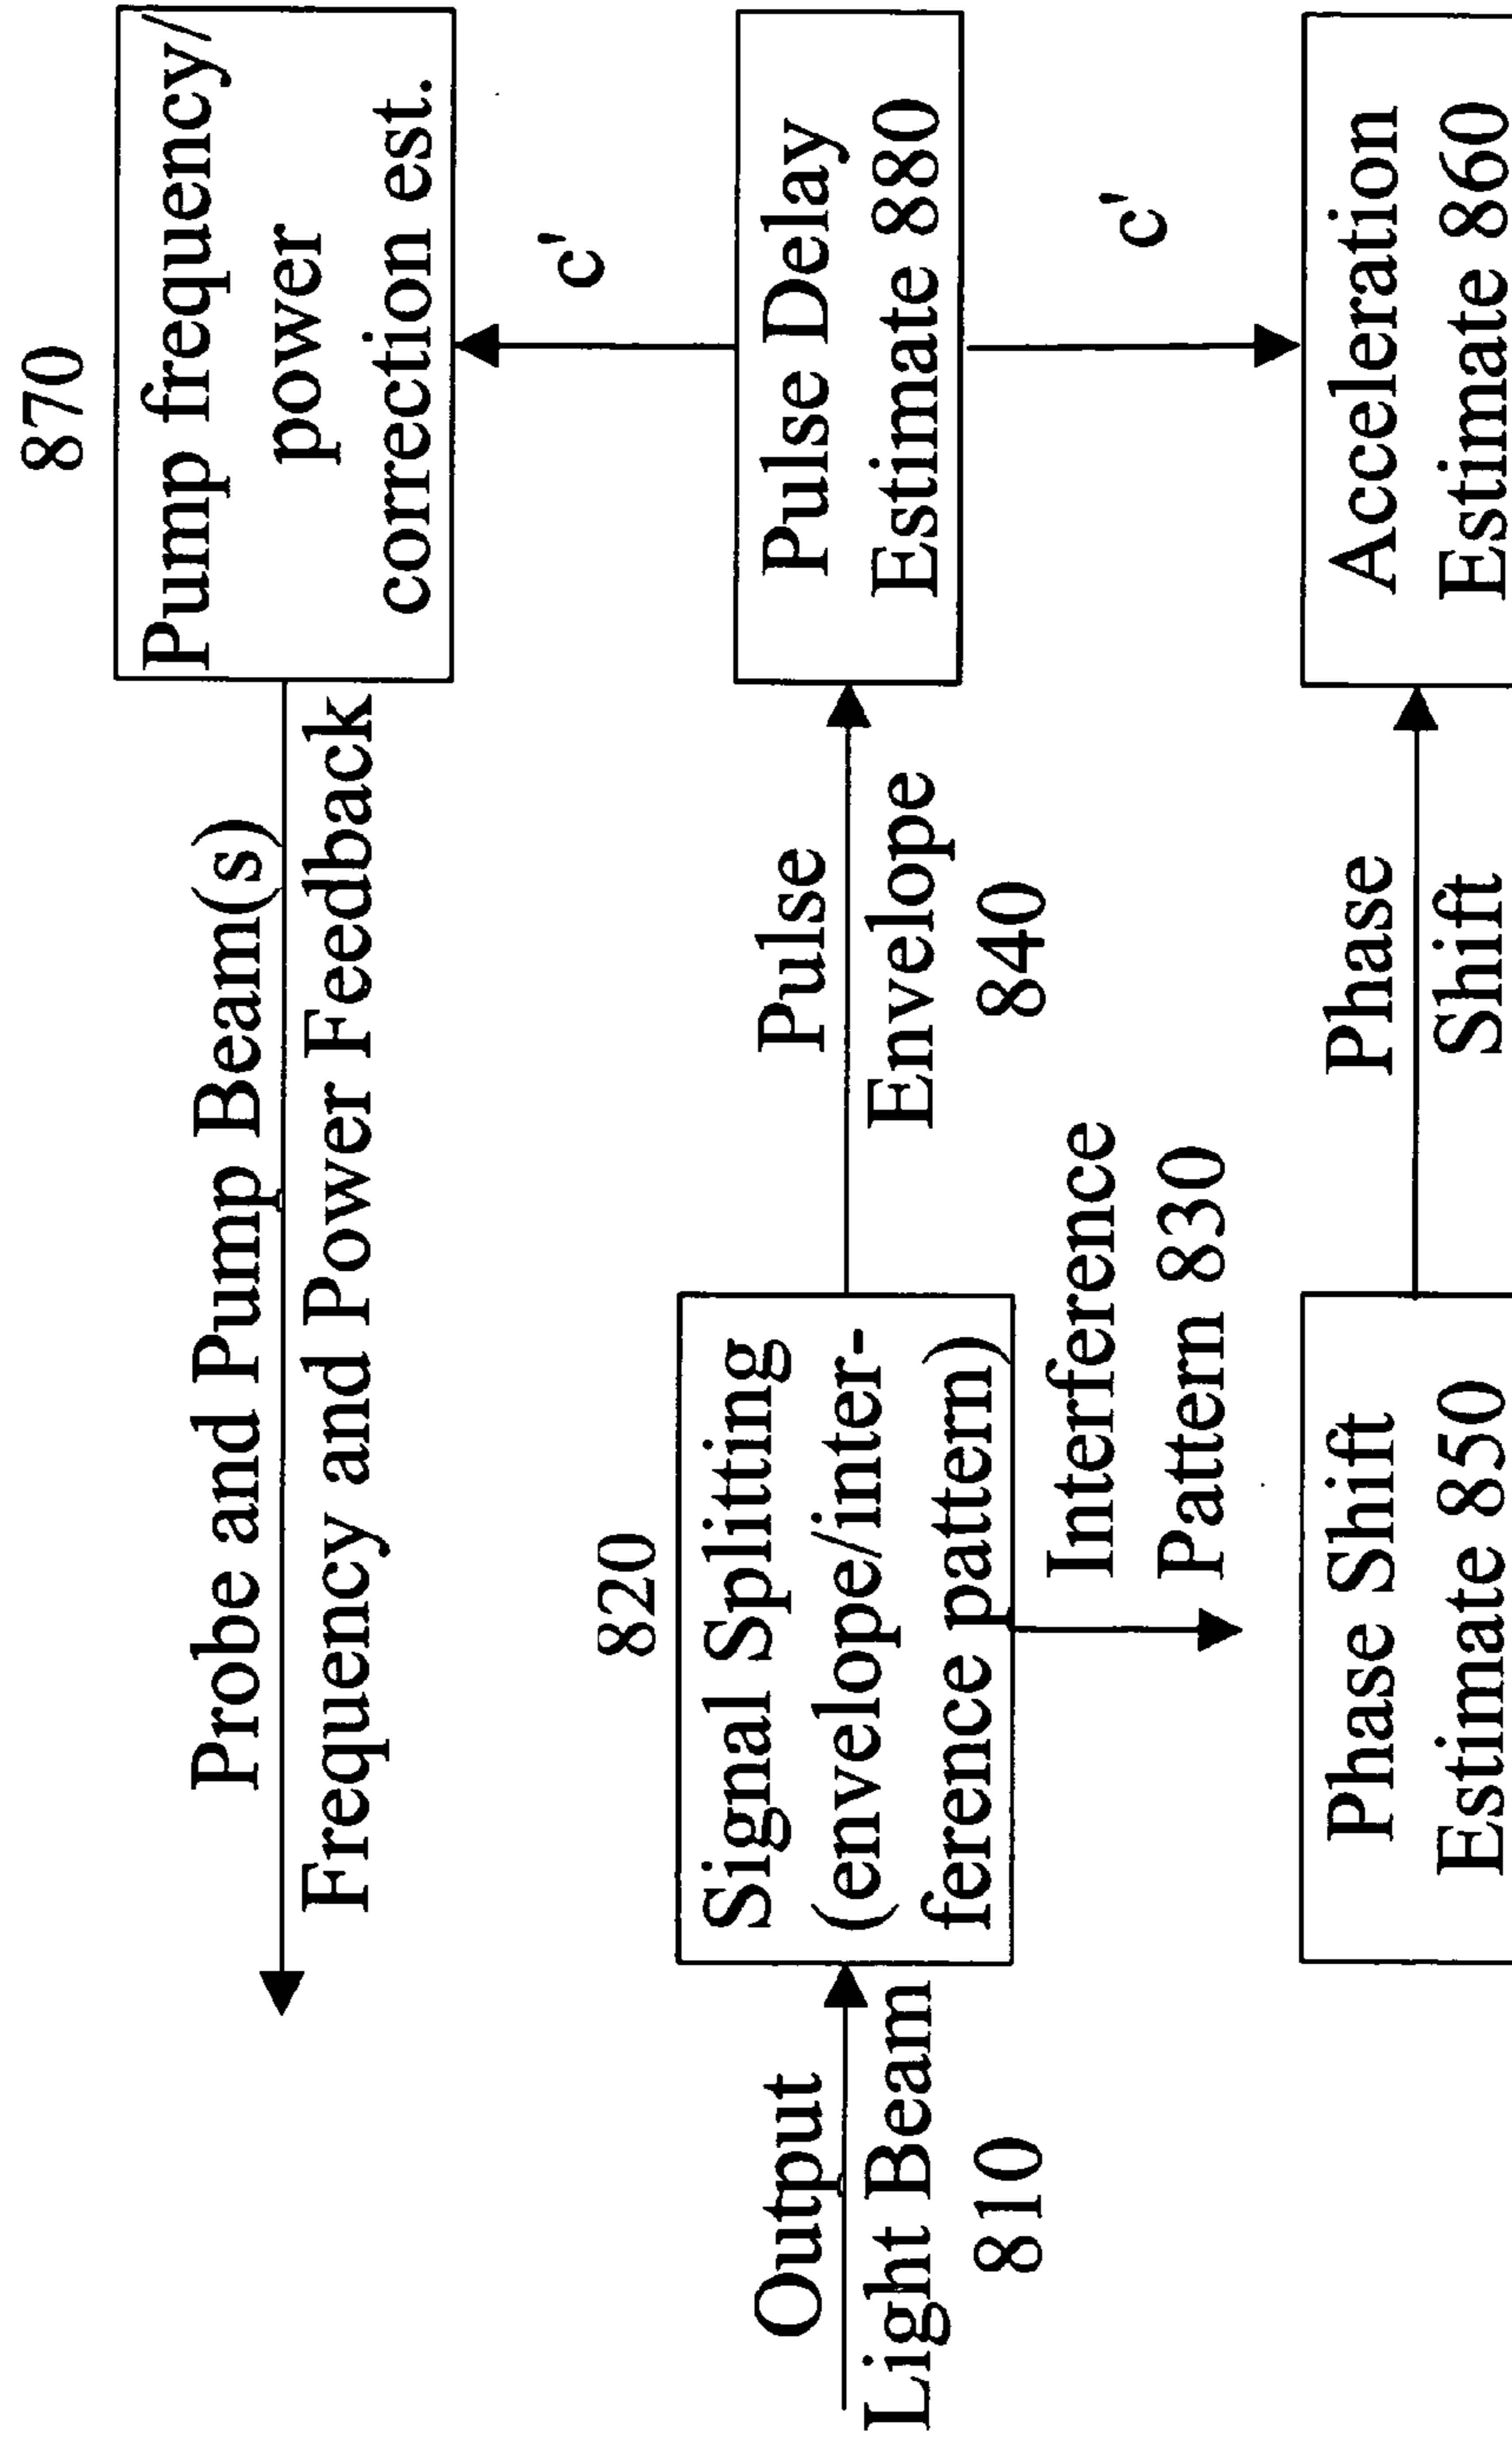 870
Probe and Pump Beam(s)
Frequency and Power Feedback
Pump frequency/
power
correction est.
c'
820
Output
Light Beam
810
Signal Splitting
(envelope/inter-
ference pattern)
Pulse
Envelope
840
Pulse Delay
Estimate 880
Interference
Pattern 830
c'
Phase Shift
Estimate 850
Phase
Shift
Acceleration
Estimate 860